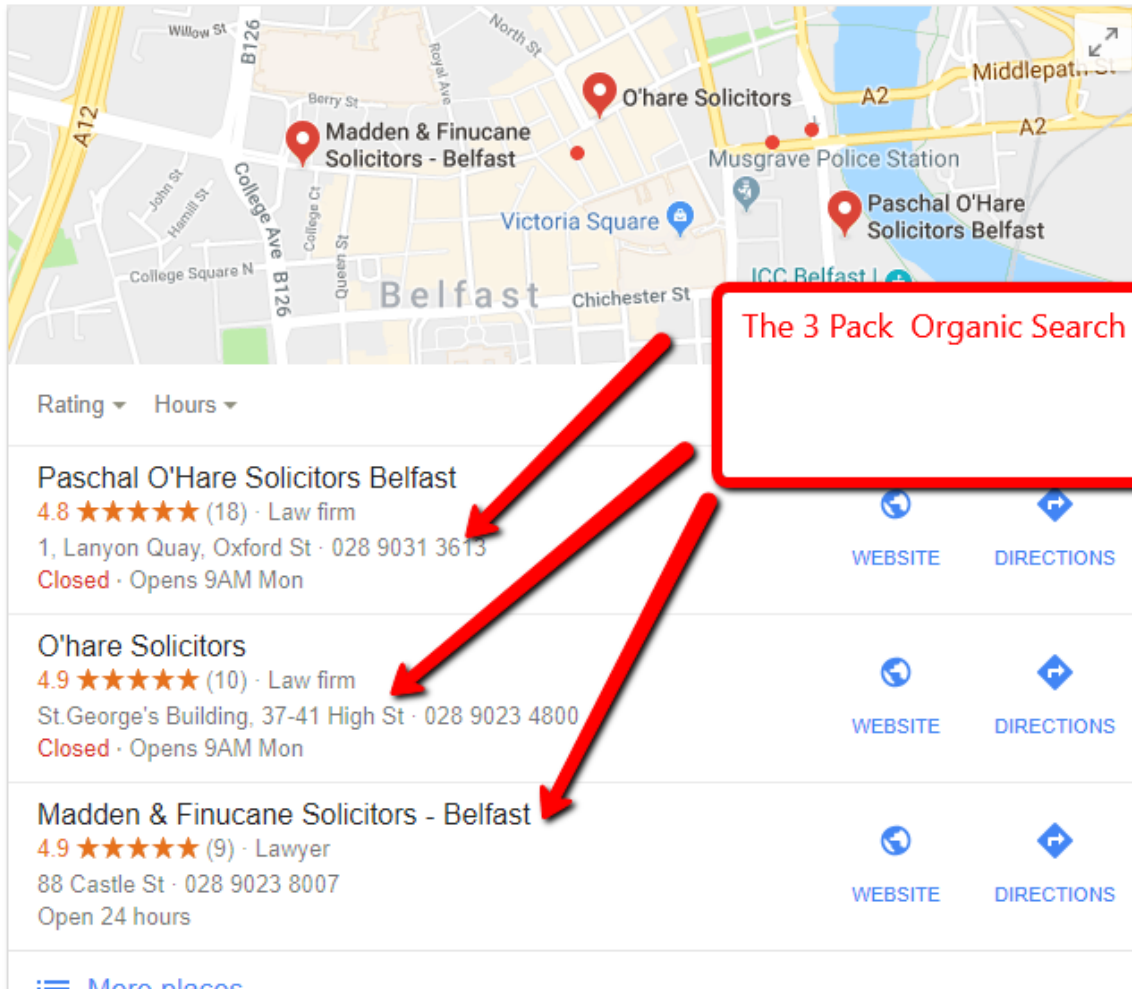 Willow St
B126
North St
Royal Ave
Middlepath St
Berry St
O'hare Solicitors
A2
A12
Madden & Finucane
Solicitors - Belfast
A2
Musgrave Police Station
John St
Hamill St
College Ave
College Ct
Paschal O'Hare
Solicitors Belfast
Victoria Square
College Square N
B126
Queen St
ICC Belfast
Belfast
Chichester St
The 3 Pack Organic Search
Rating Hours
Paschal O'Hare Solicitors Belfast
4.8 ★★★★★ (18) · Law firm
1, Lanyon Quay, Oxford St · 028 9031 3613
Closed · Opens 9AM Mon
WEBSITE DIRECTIONS
O'hare Solicitors
4.9 ★★★★★ (10) · Law firm
St.George's Building, 37-41 High St · 028 9023 4800
Closed · Opens 9AM Mon
WEBSITE DIRECTIONS
Madden & Finucane Solicitors - Belfast
4.9 ★★★★★ (9) · Lawyer
88 Castle St · 028 9023 8007
Open 24 hours
WEBSITE DIRECTIONS
More places